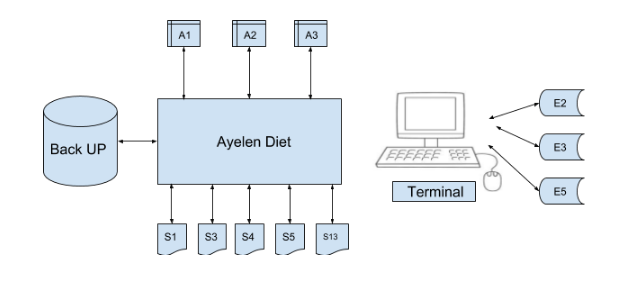 A1
A2
A3
Back UP
Ayelen Diet
Terminal
E2
E3
E5
S1
S3
S4
S5
S13